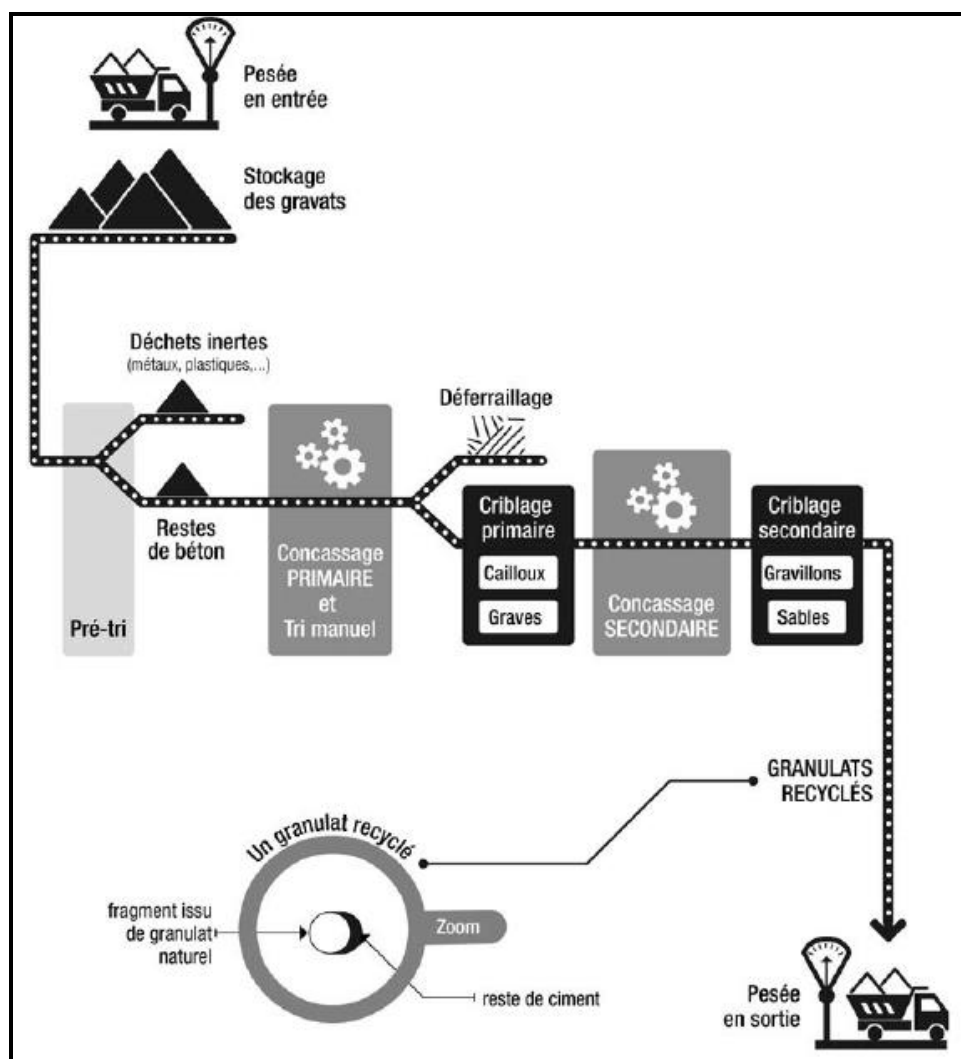 Pesée
en entrée
Stockage
des gravats
Déchets inertes
(métaux, plastiques,...)
Restes
de béton
Pré-tri
Concassage
PRIMAIRE
et
Tri manuel
Déferraillage
Criblage
primaire
Cailloux
Graves
Concassage
SECONDAIRE
Criblage
secondaire
Gravillons
Sables
GRANULATS
RECYCLÉS
Un granulat recyclé
fragment issu
de granulat
naturel
Zoom
reste de ciment
Pesée
en sortie